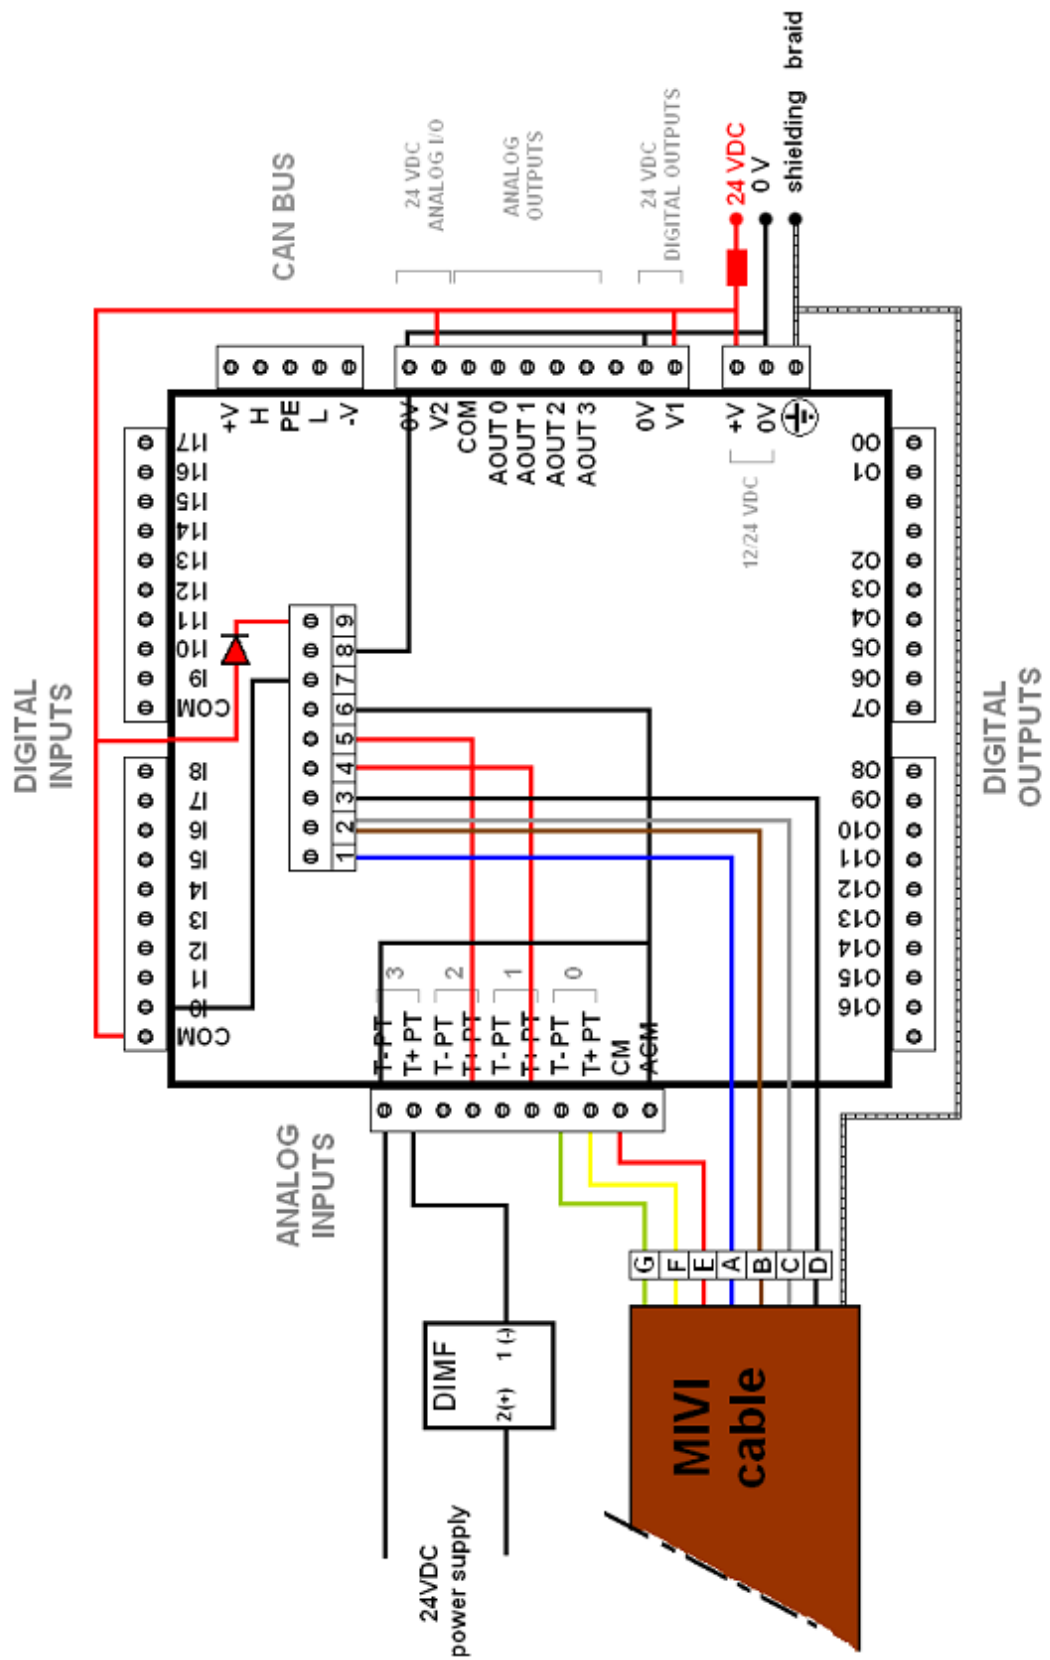 DIGITAL
INPUTS
CAN BUS
24 VDC
ANALOG I/O
ANALOG
OUTPUTS
24 VDC
DIGITAL OUTPUTS
24 VDC
0 V
shielding braid
I17
I16
I15
I14
I13
I12
I11
I10
I9
COM
I8
I7
I6
I5
I4
I3
I2
I1
I0
COM
+V
H
PE
L
-V
0V
V2
COM
AOUT 0
AOUT 1
AOUT 2
AOUT 3
0V
V1
+V
0V
12/24 VDC
9
8
7
6
5
4
3
2
1
O0
O1
O2
O3
O4
O5
O6
O7
O8
O9
O10
O11
O12
O13
O14
O15
O16
DIGITAL
OUTPUTS
3
2
1
0
T- PT
T+ PT
T- PT
T+ PT
T- PT
T+ PT
T- PT
T+ PT
CM
ACM
ANALOG
INPUTS
G
F
E
A
B
C
D
DIMF
1 (-)
2(+)
MIVI
cable
24VDC
power supply